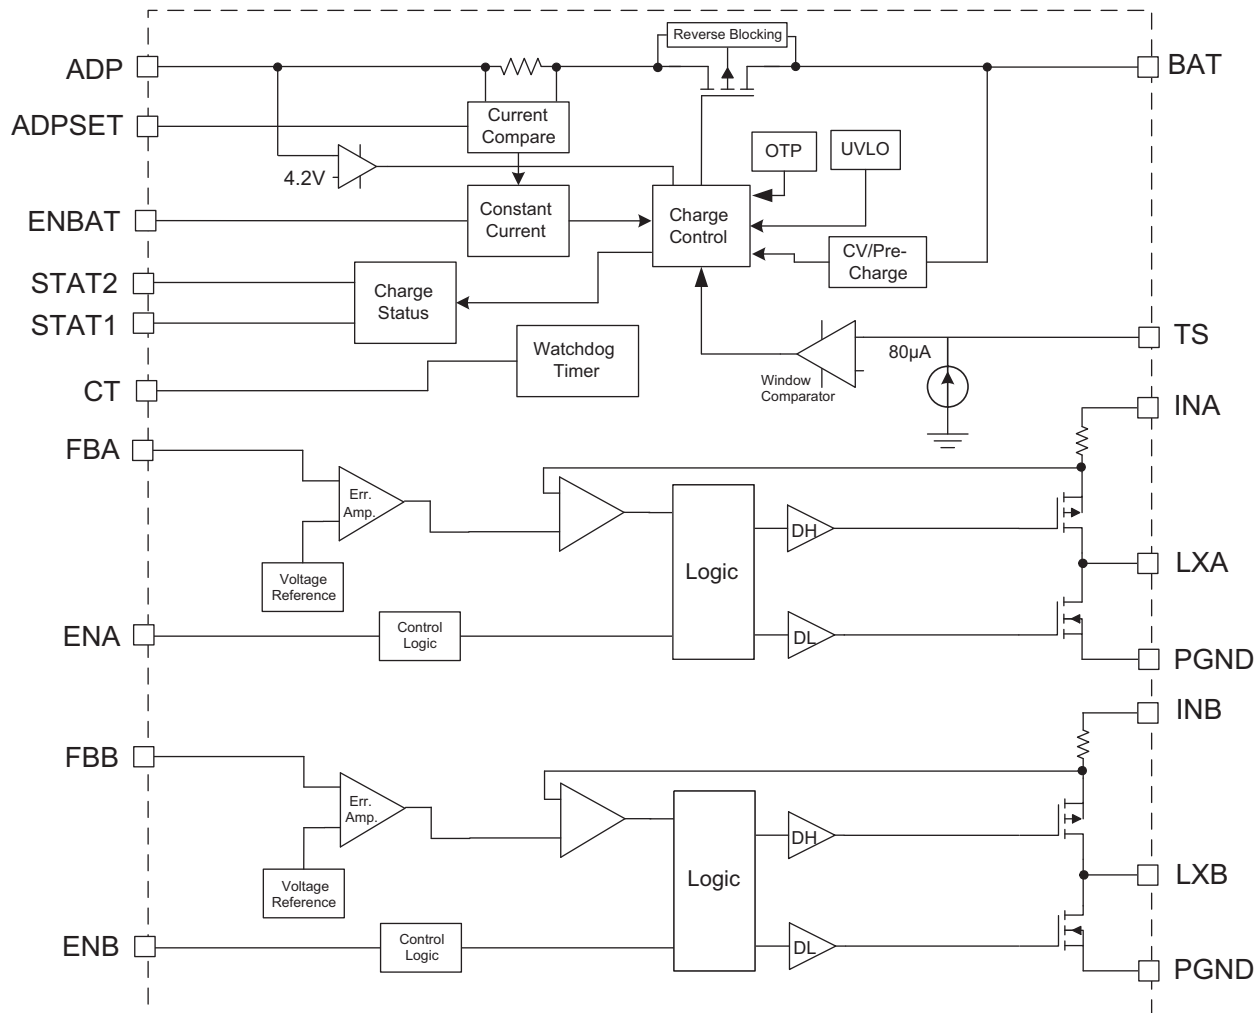 Reverse Blocking
ADP
BAT
ADPSET
Current
Compare
OTP
UVLO
4.2V
ENBAT
Constant
Current
Charge
Control
CV/Pre-
Charge
STAT2
STAT1
Charge
Status
TS
80µA
Watchdog
Timer
Window
Comparator
CT
INA
FBA
Err.
Amp.
DH
Logic
LXA
Voltage
Reference
ENA
Control
Logic
DL
PGND
INB
FBB
Err.
Amp.
DH
Logic
LXB
Voltage
Reference
ENB
Control
Logic
DL
PGND